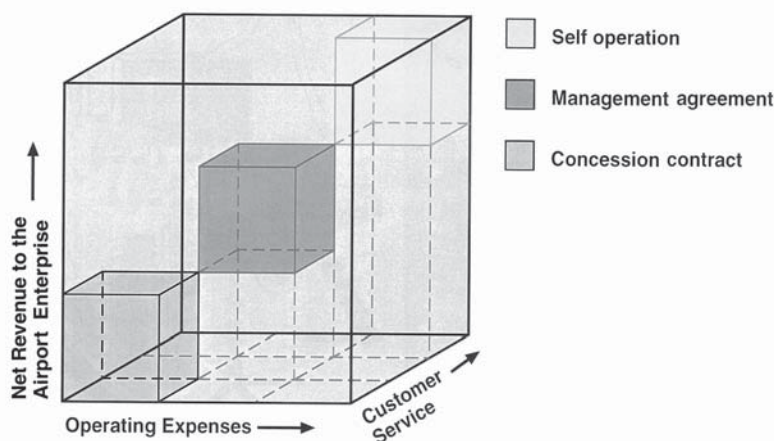 Self operation
Management agreement
Concession contract
Net Revenue to the
Airport Enterprise
Operating Expenses
Customer
Service